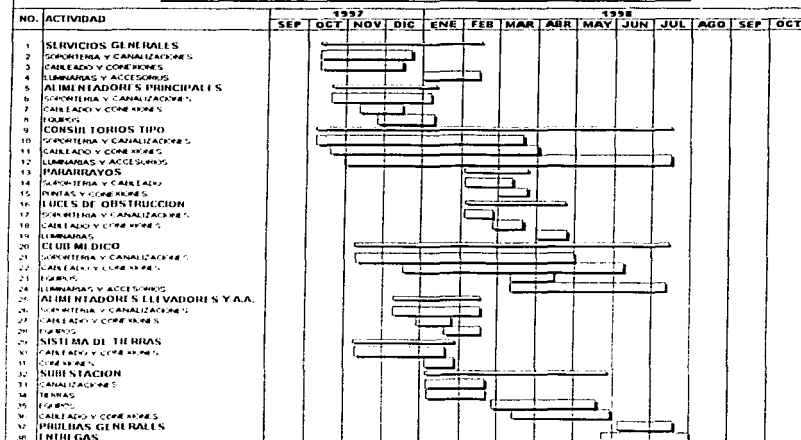 1997 1998
NO. ACTIVIDAD SEP OCT NOV DIC ENE FEB MAR ABR MAY JUN JUL AGO SEP OCT
1 SERVICIOS GENERALES
2 SOPORTERIA Y CANALIZACIONES
3 CABLEADO Y CONEXIONES
4 LUMINARIAS Y ACCESORIOS
5 ALIMENTADORES PRINCIPALES
6 SOPORTERIA Y CANALIZACIONES
7 CABLEADO Y CONEXIONES
8 EQUIPOS
9 CONSULTORIOS TIPO
10 SOPORTERIA Y CANALIZACIONES
11 CABLEADO Y CONEXIONES
12 LUMINARIAS Y ACCESORIOS
13 PARARRAYOS
14 SOPORTERIA Y CABLEADO
15 PUNTAS Y CONEXIONES
16 LUCES DE OBSTRUCCION
17 SOPORTERIA Y CANALIZACIONES
18 CABLEADO Y CONEXIONES
19 LUMINARIAS
20 CLUB MEDICO
21 SOPORTERIA Y CANALIZACIONES
22 CABLEADO Y CONEXIONES
23 EQUIPOS
24 LUMINARIAS Y ACCESORIOS
25 ALIMENTADORES ELEVADORES Y A.A.
26 SOPORTERIA Y CANALIZACIONES
27 CABLEADO Y CONEXIONES
28 EQUIPOS
29 SISTEMA DE TIERRAS
30 CABLEADO Y CONEXIONES
31 CONEXIONES
32 SUBESTACION
33 CANALIZACIONES
34 TIERRAS
35 EQUIPOS
36 CABLEADO Y CONEXIONES
37 PRUEBAS GENERALES
38 ENTREGAS